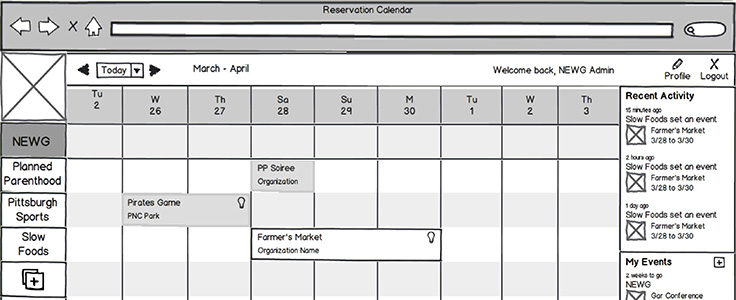 Reservation Calendar
Today
March - April
Welcome back, NEWG Admin
Profile
Logout
Tu
2
W
26
Th
27
Sa
28
Su
29
M
30
Tu
1
W
2
Th
3
NEWG
Planned
Parenthood
PP Soiree
Organization
Pittsburgh
Sports
Pirates Game
PNC Park
Slow
Foods
Farmer's Market
Organization Name
Recent Activity
15 minutes ago
Slow Foods set an event
Farmer's Market
3/28 to 3/30
2 hours ago
Slow Foods set an event
Farmer's Market
3/28 to 3/30
1 day ago
Slow Foods set an event
Farmer's Market
3/28 to 3/30
My Events
2 weeks to go
NEWG
Gar Conference